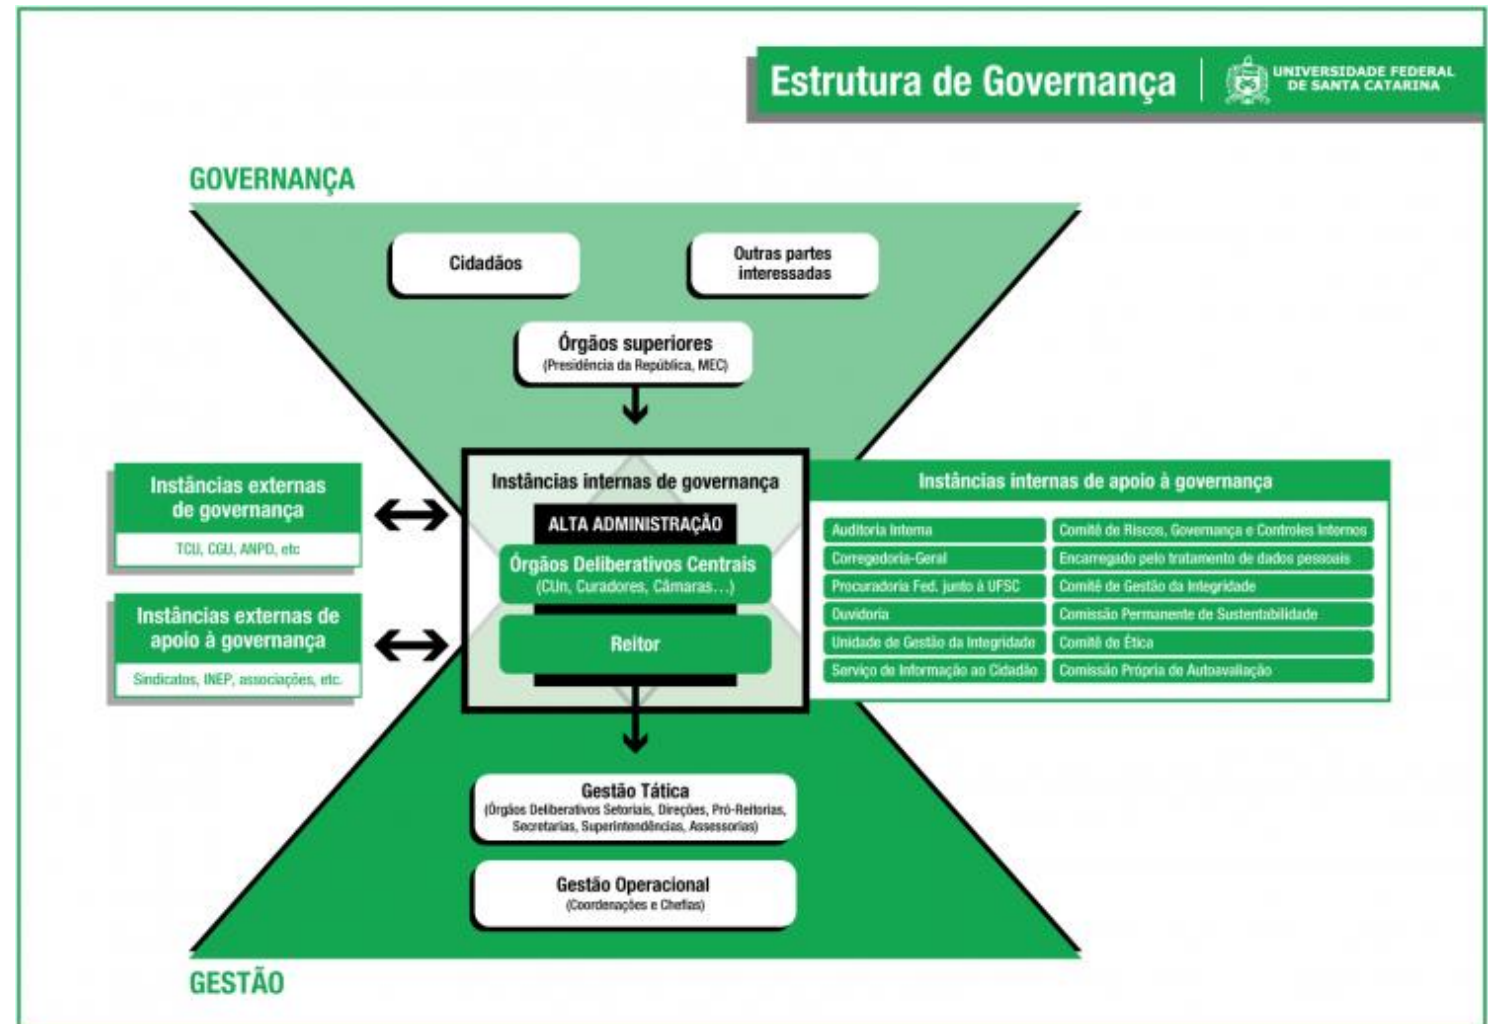 Estrutura de Governança
UNIVERSIDADE FEDERAL
DE SANTA CATARINA
GOVERNANÇA
Cidadãos
Outras partes
interessadas
Órgãos superiores
(Presidência da República, MEC)
Instâncias externas
de governança
TCU, CGU, ANPD, etc
Instâncias externas de
apoio à governança
Sindicatos, INEP, associações, etc.
Instâncias internas de governança
ALTA ADMINISTRAÇÃO
Órgãos Deliberativos Centrais
(CUn, Curadores, Câmaras...)
Reitor
Instâncias internas de apoio à governança
Auditoria Interna
Corregedoria-Geral
Procuradoria Fed. junto à UFSC
Ouvidoria
Unidade de Gestão da Integridade
Serviço de Informação ao Cidadão
Comitê de Riscos, Governança e Controles Internos
Encarregado pelo tratamento de dados pessoais
Comitê de Gestão da Integridade
Comissão Permanente de Sustentabilidade
Comitê de Ética
Comissão Própria de Autoavaliação
Gestão Tática
(Órgãos Deliberativos Setoriais, Direções, Pró-Reitorias,
Secretarias, Superintendências, Assessorias)
Gestão Operacional
(Coordenações e Chefias)
GESTÃO